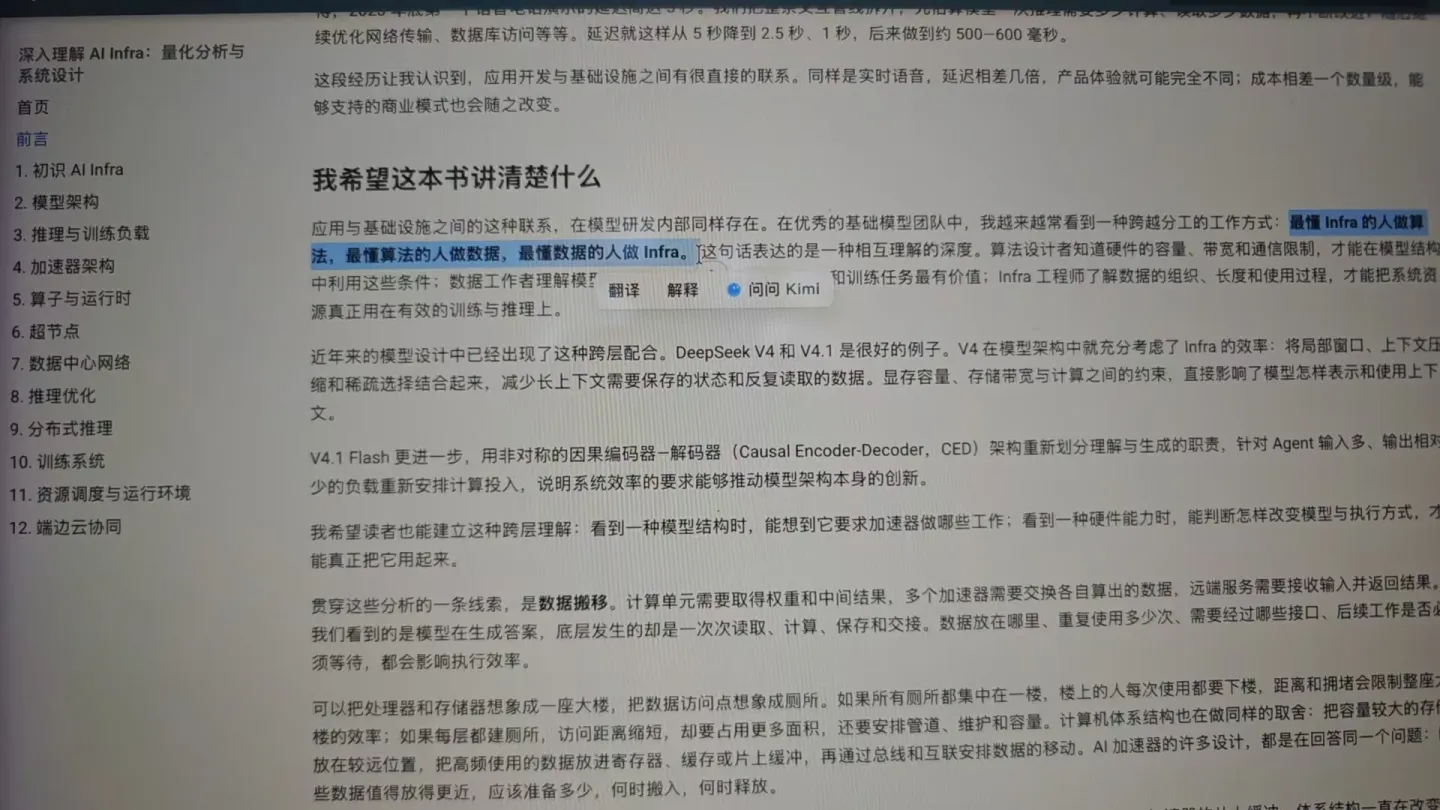 深入理解 AI Infra：量化分析与
系统设计
首页
前言
1. 初识 AI Infra
2. 模型架构
3. 推理与训练负载
4. 加速器架构
5. 算子与运行时
6. 超节点
7. 数据中心网络
8. 推理优化
9. 分布式推理
10. 训练系统
11. 资源调度与运行环境
12. 端边云协同
续优化网络传输、数据库访问等等。延迟就这样从 5 秒降到 2.5 秒、1 秒，后来做到约 500–600 毫秒。
这段经历让我认识到，应用开发与基础设施之间有很直接的联系。同样是实时语音，延迟相差几倍，产品体验就可能完全不同；成本相差一个数量级，能
够支持的商业模式也会随之改变。
我希望这本书讲清楚什么
应用与基础设施之间的这种联系，在模型研发内部同样存在。在优秀的基础模型团队中，我越来越常看到一种跨越分工的工作方式：最懂 Infra 的人做算
法，最懂算法的人做数据，最懂数据的人做 Infra。这句话表达的是一种相互理解的深度。算法设计者知道硬件的容量、带宽和通信限制，才能在模型结构
中利用这些条件；数据工作者理解模型 和训练任务最有价值；Infra 工程师了解数据的组织、长度和使用过程，才能把系统资
翻译 解释 问问 Kimi
源真正用在有效的训练与推理上。
近年来的模型设计中已经出现了这种跨层配合。DeepSeek V4 和 V4.1 是很好的例子。V4 在模型架构中就充分考虑了 Infra 的效率：将局部窗口、上下文压
缩和稀疏选择结合起来，减少长上下文需要保存的状态和反复读取的数据。显存容量、存储带宽与计算之间的约束，直接影响了模型怎样表示和使用上下
文。
V4.1 Flash 更进一步，用非对称的因果编码器–解码器（Causal Encoder-Decoder，CED）架构重新划分理解与生成的职责，针对 Agent 输入多、输出相对
少的负载重新安排计算投入，说明系统效率的要求能够推动模型架构本身的创新。
我希望读者也能建立这种跨层理解：看到一种模型结构时，能想到它要求加速器做哪些工作；看到一种硬件能力时，能判断怎样改变模型与执行方式，才
能真正把它用起来。
贯穿这些分析的一条线索，是数据搬移。计算单元需要取得权重和中间结果，多个加速器需要交换各自算出的数据，远端服务需要接收输入并返回结果。
我们看到的是模型在生成答案，底层发生的却是一次次读取、计算、保存和交接。数据放在哪里、重复使用多少次、需要经过哪些接口、后续工作是否必
须等待，都会影响执行效率。
可以把处理器和存储器想象成一座大楼，把数据访问点想象成厕所。如果所有厕所都集中在一楼，楼上的人每次使用都要下楼，距离和拥堵会限制整座大
楼的效率；如果每层都建厕所，访问距离缩短，却要占用更多面积，还要安排管道、维护和容量。计算机体系结构也在做同样的取舍：把容量较大的存储
放在较远位置，把高频使用的数据放进寄存器、缓存或片上缓冲，再通过总线和互联安排数据的移动。AI 加速器的许多设计，都是在回答同一个问题：
些数据值得放得更近，应该准备多少，何时搬入，何时释放。